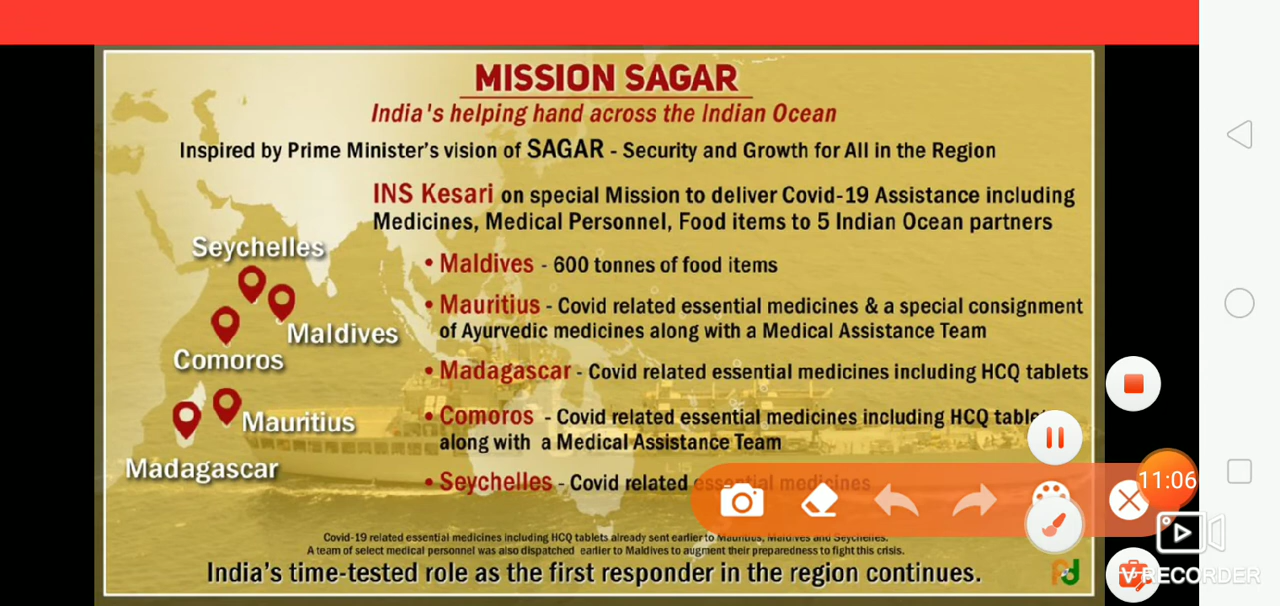 MISSION SAGAR
India's helping hand across the Indian Ocean
Inspired by Prime Minister's vision of SAGAR - Security and Growth for All in the Region
INS Kesari on special Mission to deliver Covid-19 Assistance including
Medicines, Medical Personnel, Food items to 5 Indian Ocean partners
Seychelles
Maldives
Comoros
Mauritius
Madagascar
• Maldives - 600 tonnes of food items
• Mauritius - Covid related essential medicines & a special consignment
of Ayurvedic medicines along with a Medical Assistance Team
• Madagascar - Covid related essential medicines including HCQ tablets
• Comoros - Covid related essential medicines including HCQ
along with a Medical Assistance Team
• Seychelles - Covid related essential medicines
Covid-19 related essential medicines including HCQ tablets already sent earlier to Mauritius, Maldives and Seychelles.
A team of select medical personnel was also dispatched earlier to Maldives to augment their preparedness to fight this crisis.
India's time-tested role as the first responder in the region continues.
L 15
11:06
V RECORDER